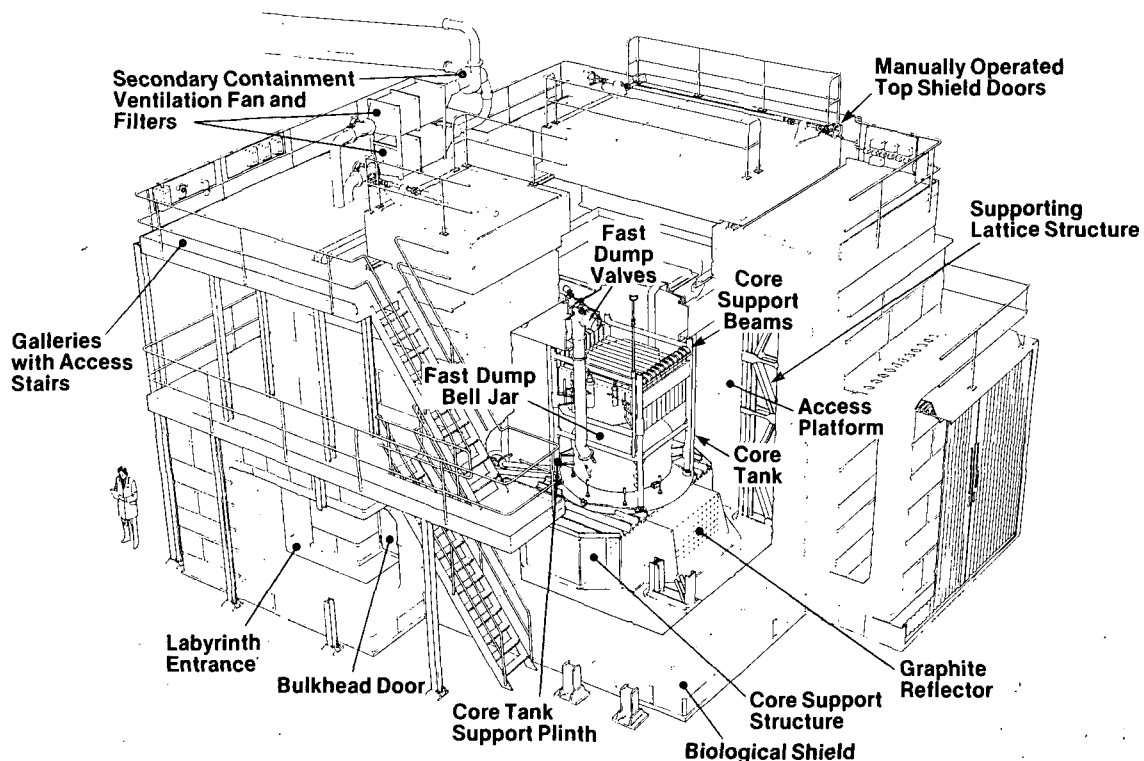 Secondary Containment
Ventilation Fan and
Filters
Manually Operated
Top Shield Doors
Supporting
Lattice Structure
Fast
Dump
Valves
Core
Support
Beams
Galleries
with Access
Stairs
Fast Dump
Bell Jar
Access
Platform
Core
Tank
Labyrinth
Entrance
Bulkhead Door
Core Tank
Support Plinth
Core Support
Structure
Graphite
Reflector
Biological Shield